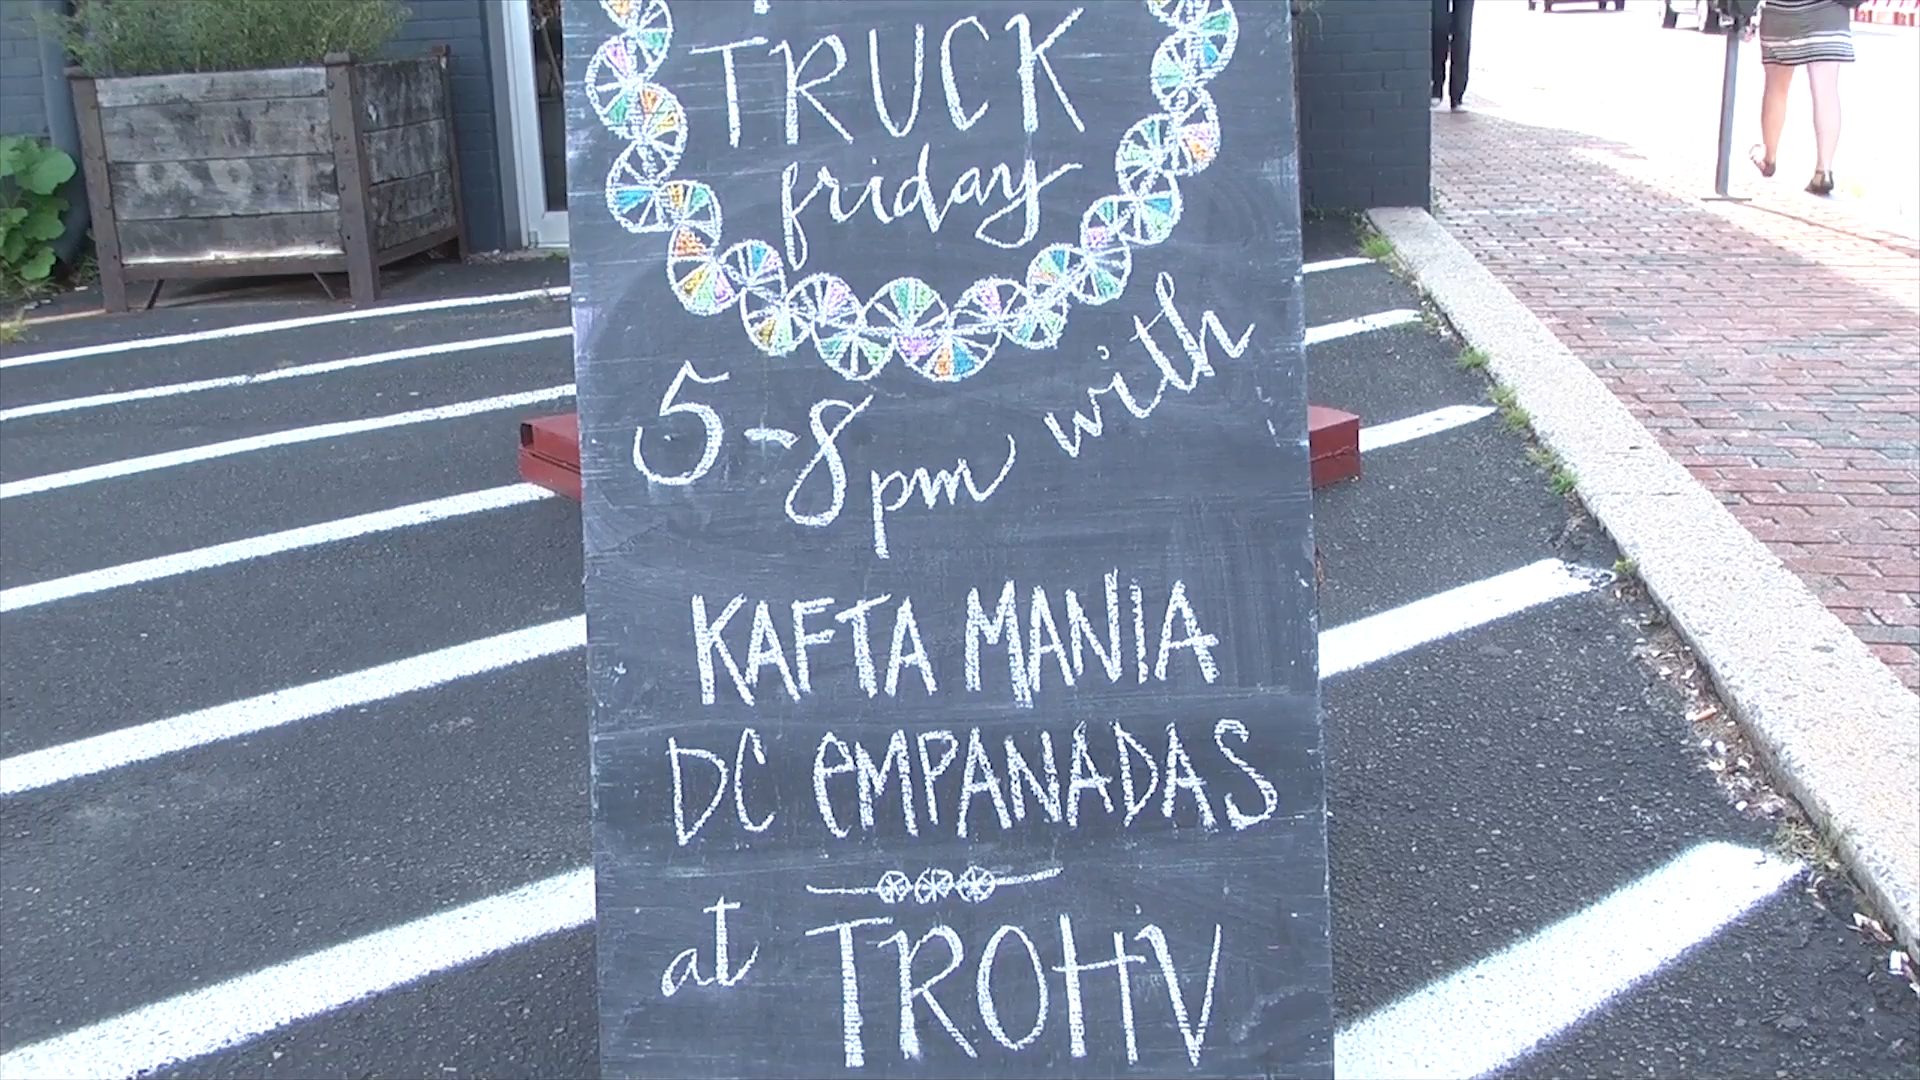 TRUCK
friday
5-8pm with
KAFTA MANIA
DC EMPANADAS
at TROHV